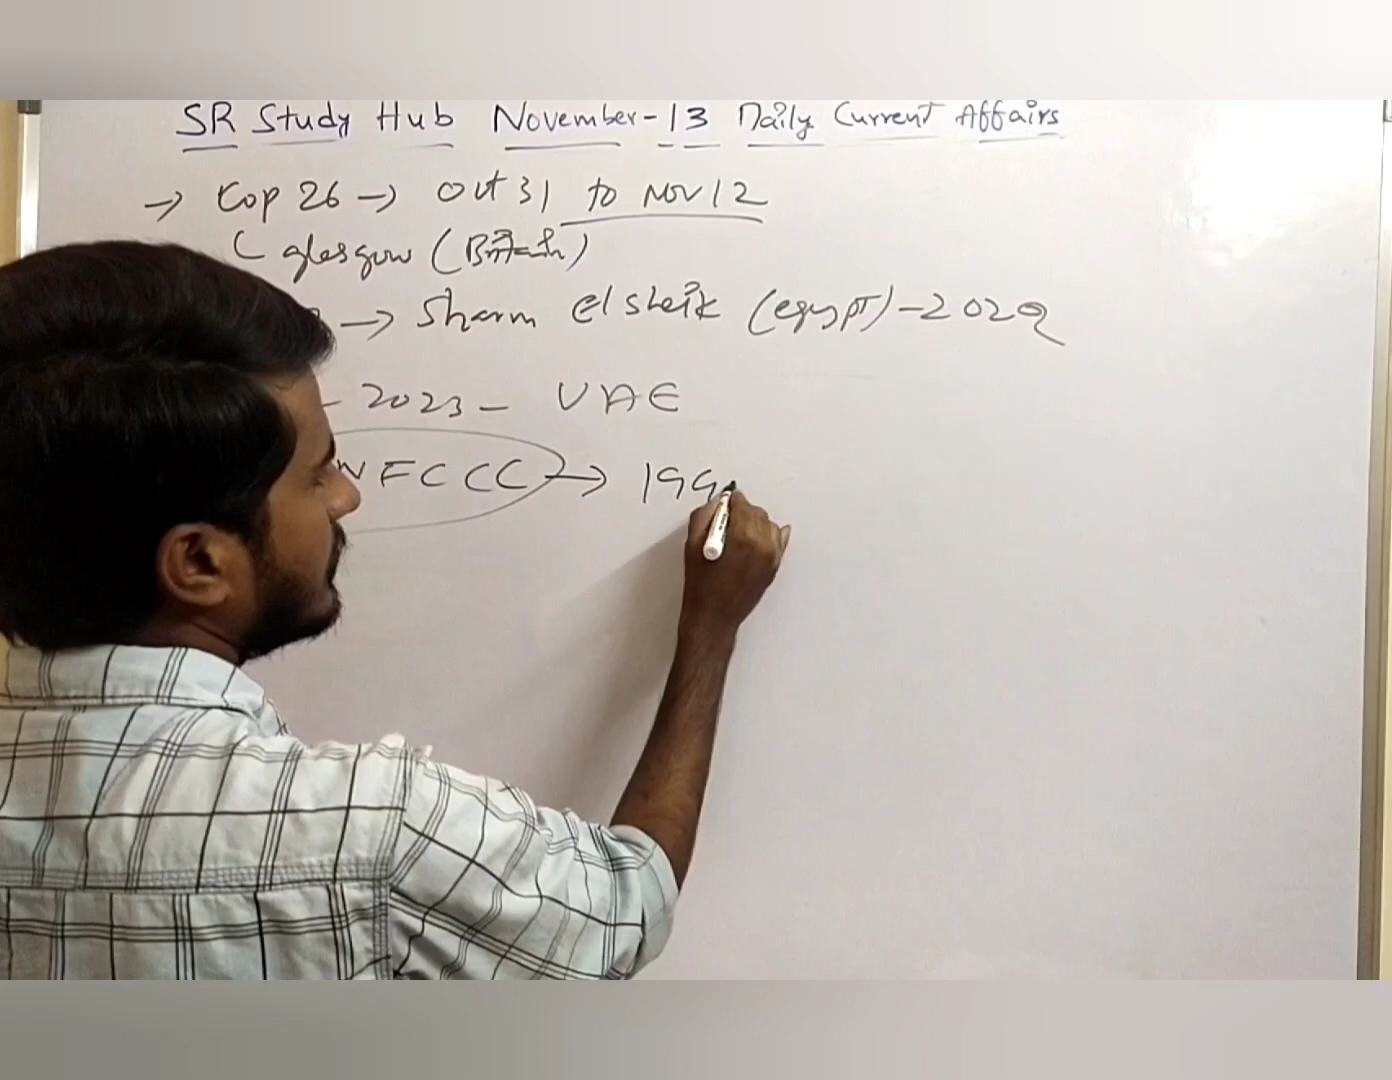 SR Study Hub November-13 Daily Current Affairs
→ Cop 26 → Oct 31 to Nov 12
glasgow (
→ Sharm el sheik (egypt) - 2022
- 2023 - UAE
NFCCC → 199